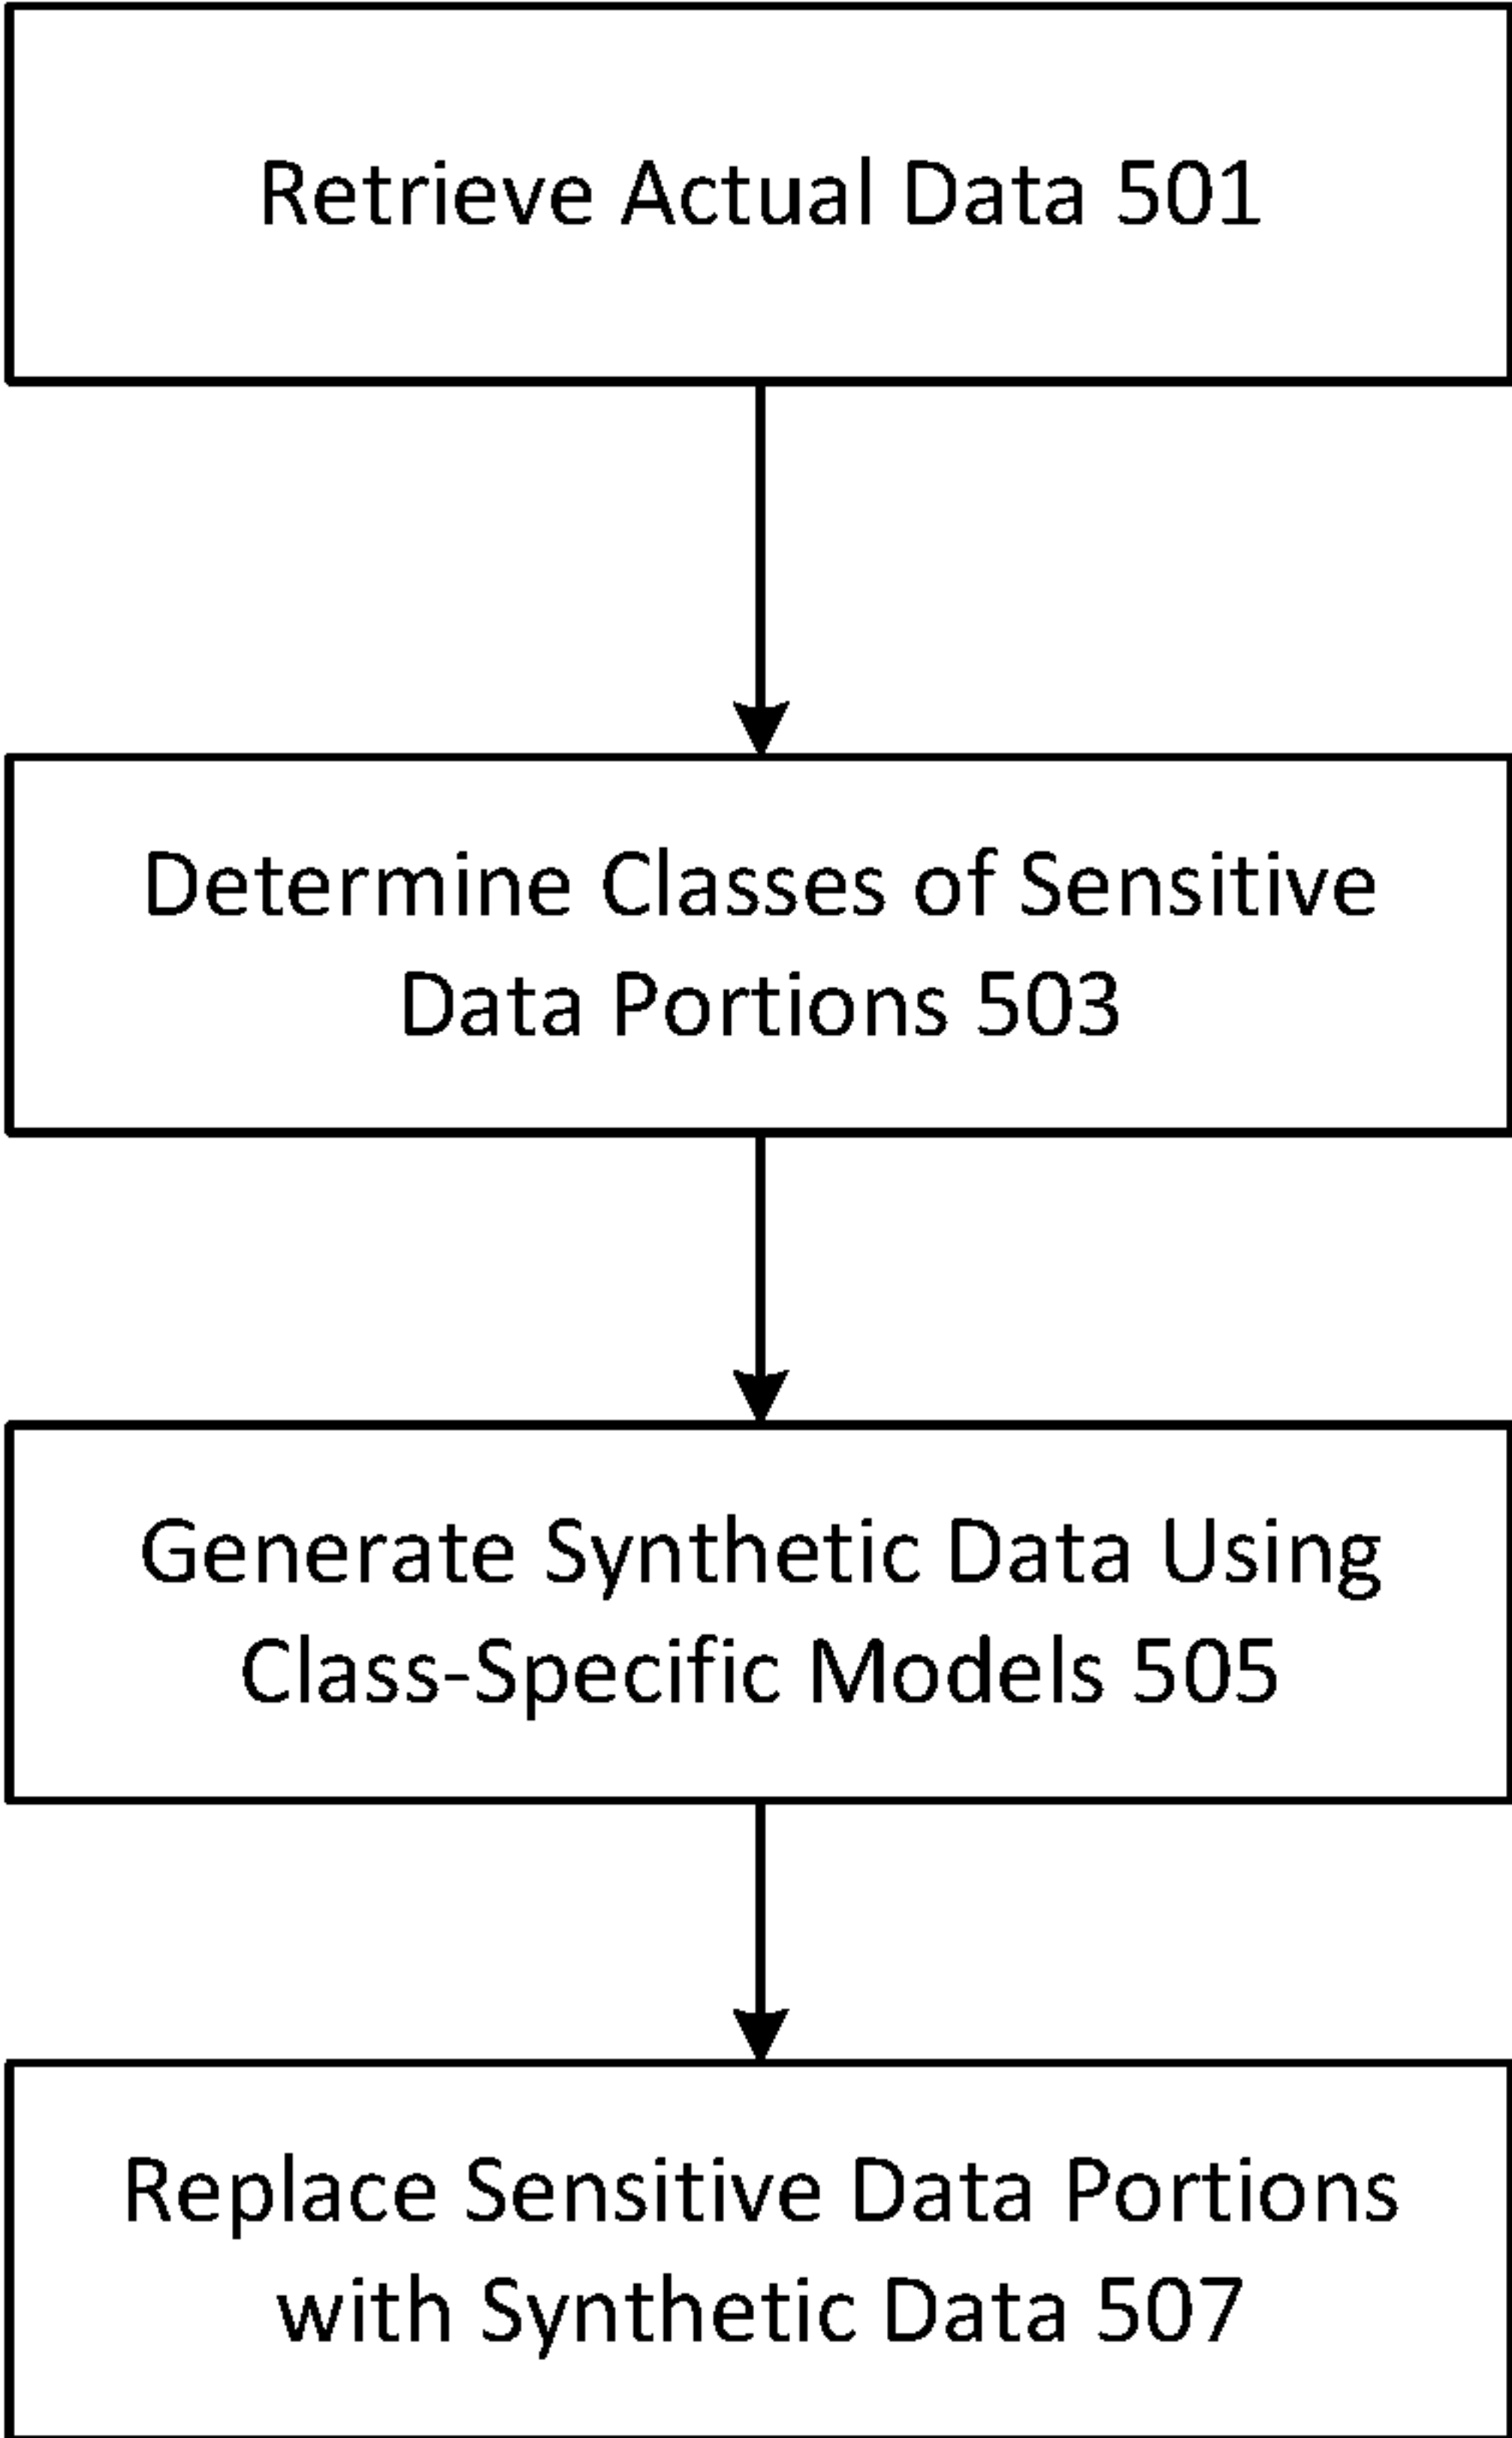 Retrieve Actual Data 501
Determine Classes of Sensitive
Data Portions 503
Generate Synthetic Data Using
Class-Specific Models 505
Replace Sensitive Data Portions
with Synthetic Data 507